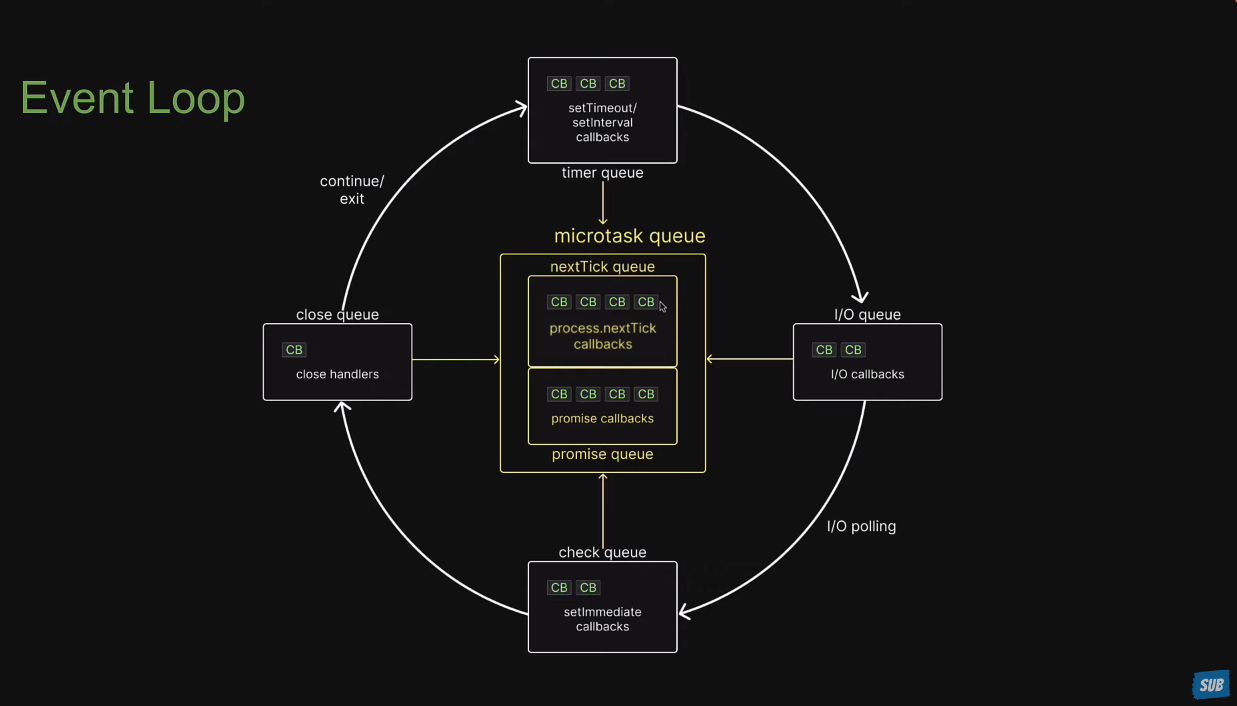 Event Loop
CB CB CB
setTimeout/
setInterval
callbacks
timer queue
continue/
exit
microtask queue
nextTick queue
CB CB CB CB
process.nextTick
callbacks
CB CB CB CB
promise callbacks
promise queue
close queue
CB
close handlers
I/O queue
CB CB
I/O callbacks
I/O polling
check queue
CB CB
setImmediate
callbacks
SUB